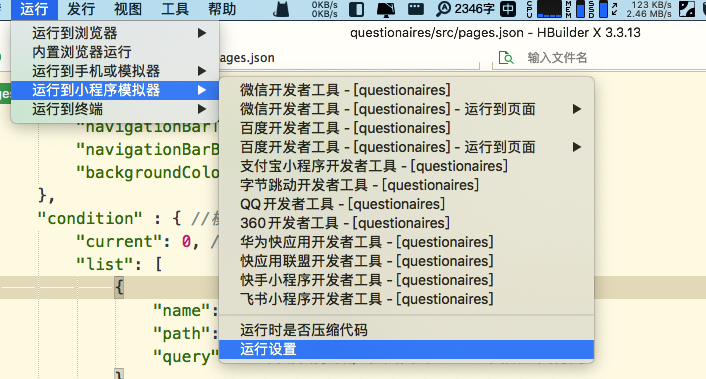 运行 发行 视图 工具 帮助 0KB/s 0KB/s 2346字 中 CPU MEM SSD 123 KB/s 2.46 MB/s
questionaires/src/pages.json - HBuilder X 3.3.13
运行到浏览器
内置浏览器运行
运行到手机或模拟器
运行到小程序模拟器
运行到终端
ages.json
输入文件名
微信开发者工具 - [questionaires]
微信开发者工具 - [questionaires] - 运行到页面
百度开发者工具 - [questionaires]
百度开发者工具 - [questionaires] - 运行到页面
支付宝小程序开发者工具 - [questionaires]
字节跳动开发者工具 - [questionaires]
QQ开发者工具 - [questionaires]
360开发者工具 - [questionaires]
华为快应用开发者工具 - [questionaires]
快应用联盟开发者工具 - [questionaires]
快手小程序开发者工具 - [questionaires]
飞书小程序开发者工具 - [questionaires]
运行时是否压缩代码
运行设置
"navigationBarT
"navigationBarB
"backgroundColo
},
"condition" : { //
"current": 0, /
"list": [
{
"name":
"path":
"query"
}